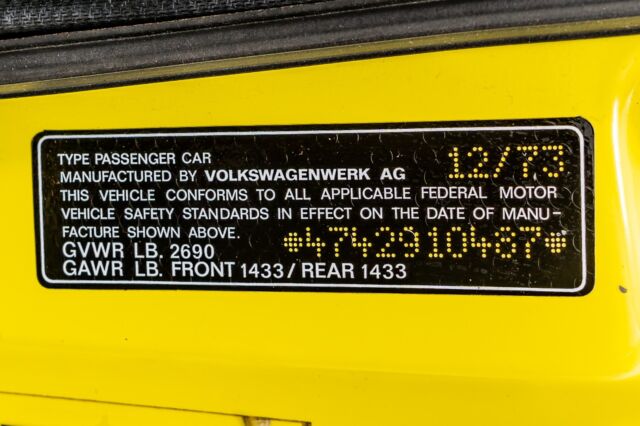 TYPE PASSENGER CAR 12/73
MANUFACTURED BY VOLKSWAGENWERK AG
THIS VEHICLE CONFORMS TO ALL APPLICABLE FEDERAL MOTOR
VEHICLE SAFETY STANDARDS IN EFFECT ON THE DATE OF MANU-
FACTURE SHOWN ABOVE. *4742910487*
GVWR LB. 2690
GAWR LB. FRONT 1433 / REAR 1433